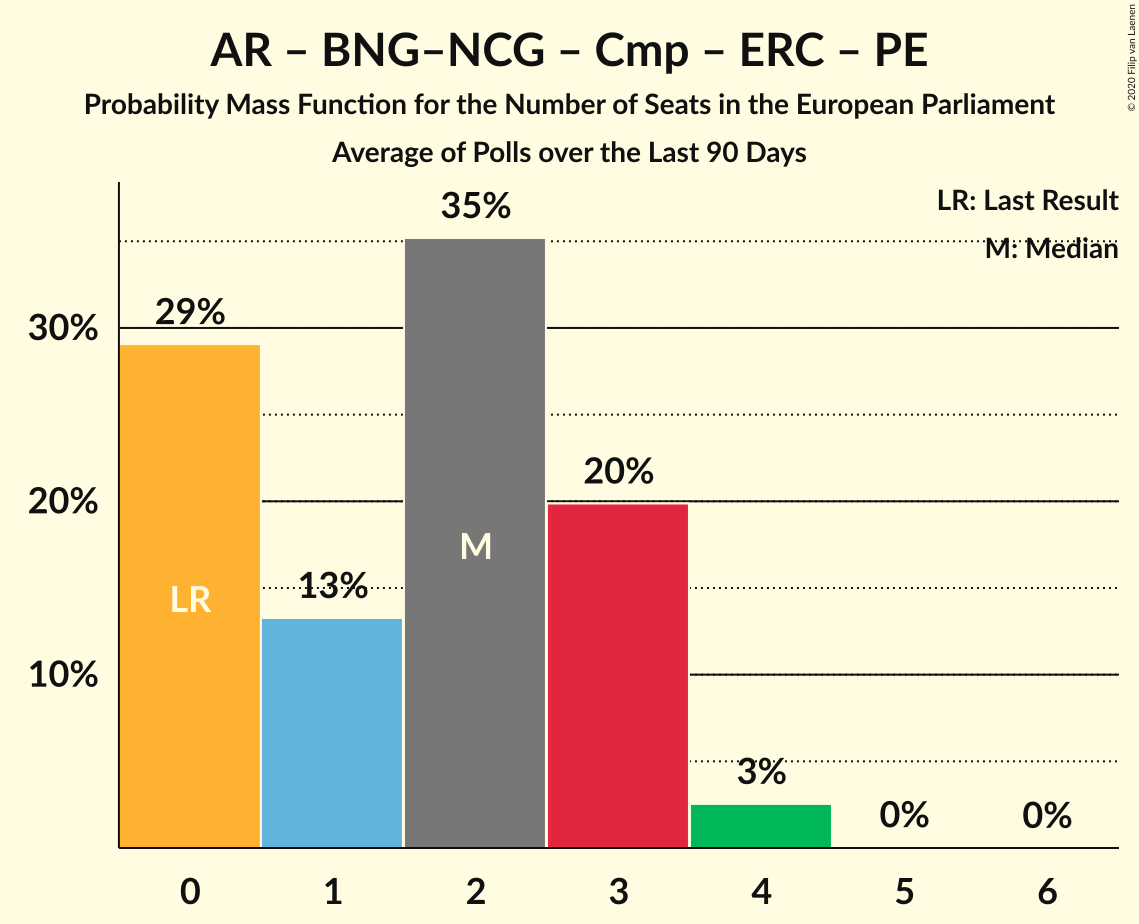 AR – BNG–NCG – Cmp – ERC – PE
Probability Mass Function for the Number of Seats in the European Parliament
Average of Polls over the Last 90 Days
© 2020 Filip van Laenen
LR: Last Result
M: Median
35%
29%
30%
20%
20%
13%
M
LR
10%
3%
0%
0%
0 1 2 3 4 5 6